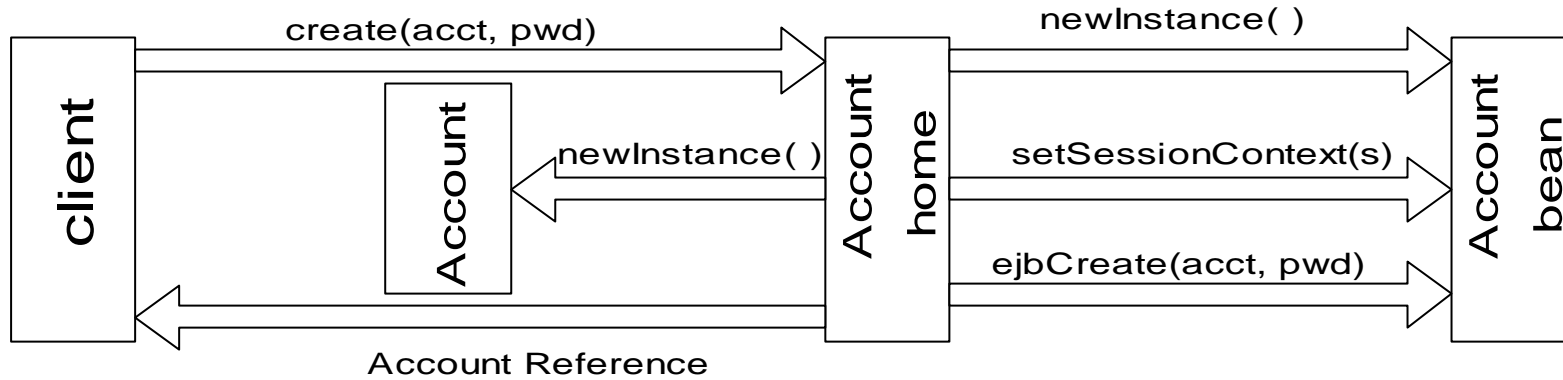 create(acct, pwd)
newInstance( )
client
Account
newInstance( )
Account
home
setSessionContext(s)
Account
bean
ejbCreate(acct, pwd)
Account Reference